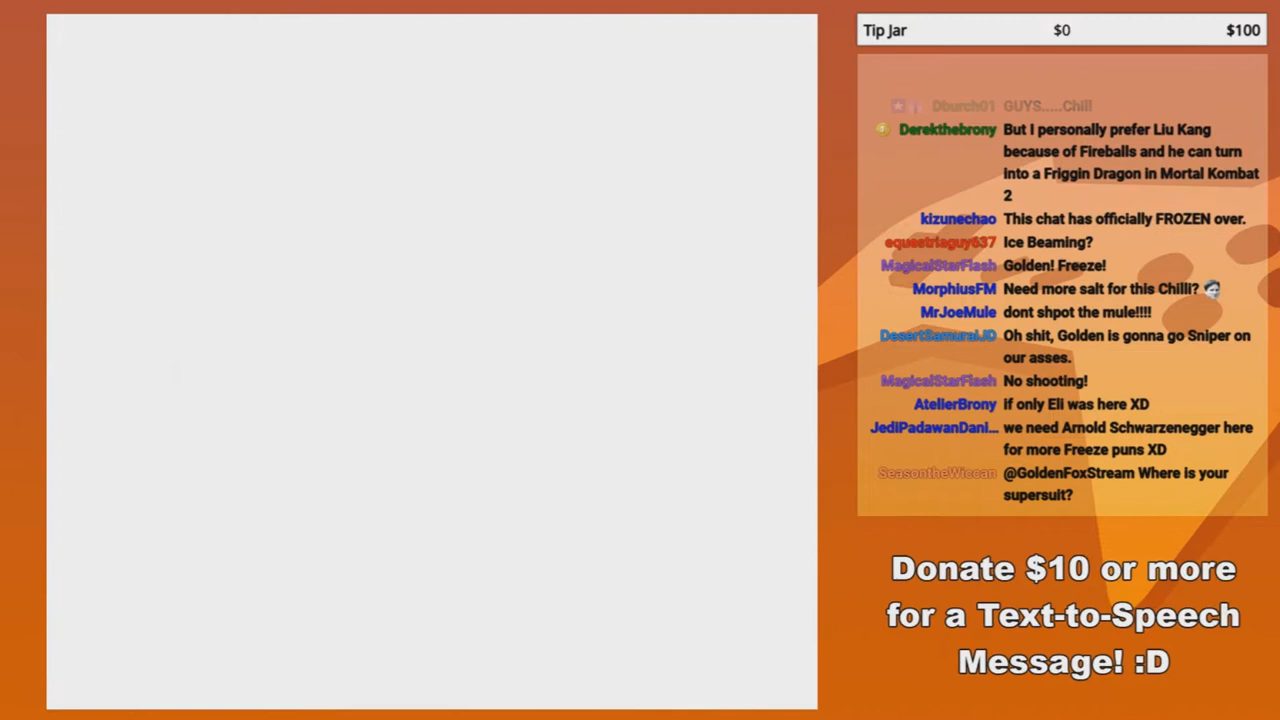 Tip Jar $0 $100
Dburch01 GUYS.....Chill
Derekthebrony But I personally prefer Liu Kang
because of Fireballs and he can turn
into a Friggin Dragon in Mortal Kombat
2
kizunechao This chat has officially FROZEN over.
equestriaguy637 Ice Beaming?
MagicalStarFlash Golden! Freeze!
MorphiusFM Need more salt for this Chilli?
MrJoeMule dont shpot the mule!!!!
DesertSamuraiJD Oh shit, Golden is gonna go Sniper on
our asses.
MagicalStarFlash No shooting!
AtelierBrony if only Eli was here XD
JediPadawanDani... we need Arnold Schwarzenegger here
for more Freeze puns XD
SeasontheWiccan @GoldenFoxStream Where is your
supersuit?
Donate $10 or more
for a Text-to-Speech
Message! :D